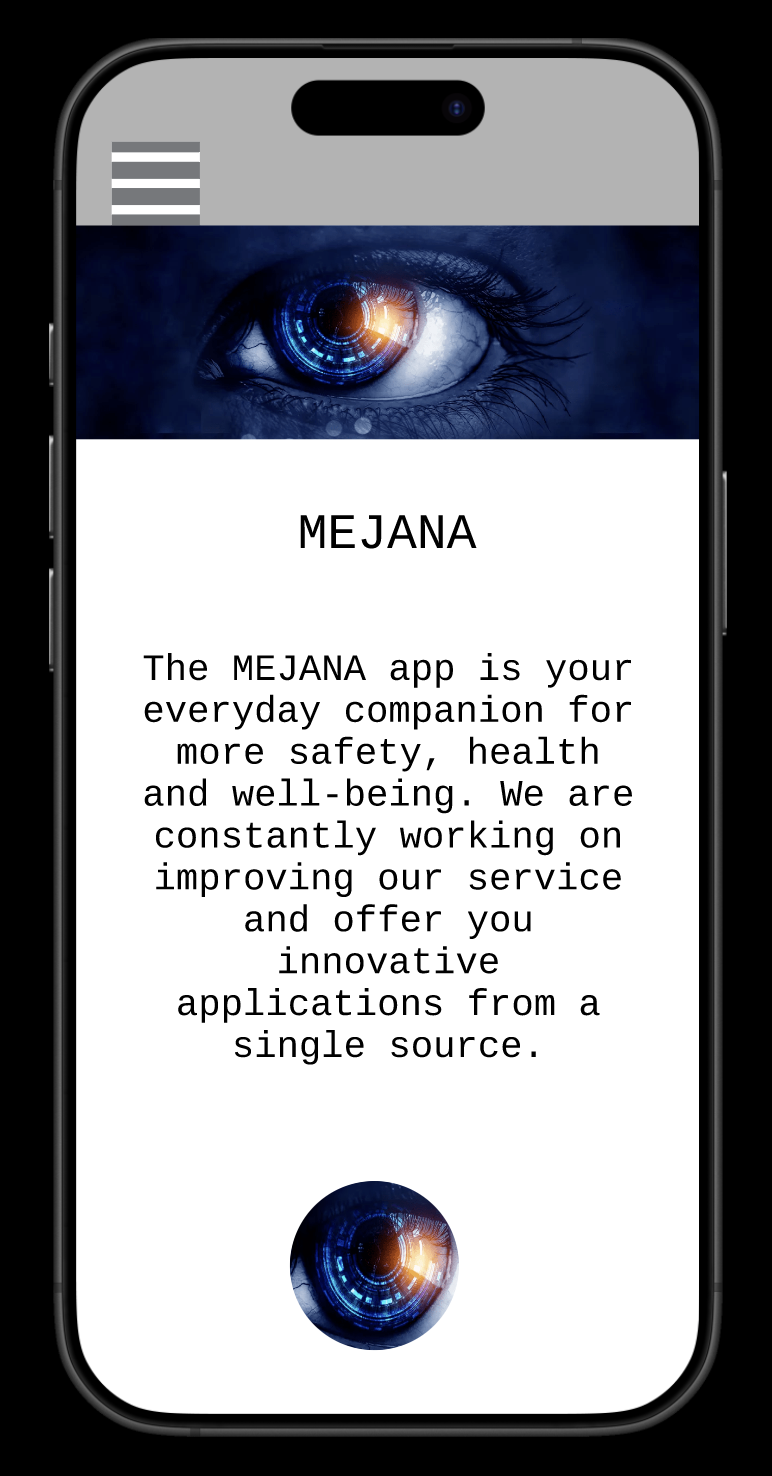 MEJANA
The MEJANA app is your
everyday companion for
more safety, health
and well-being. We are
constantly working on
improving our service
and offer you
innovative
applications from a
single source.